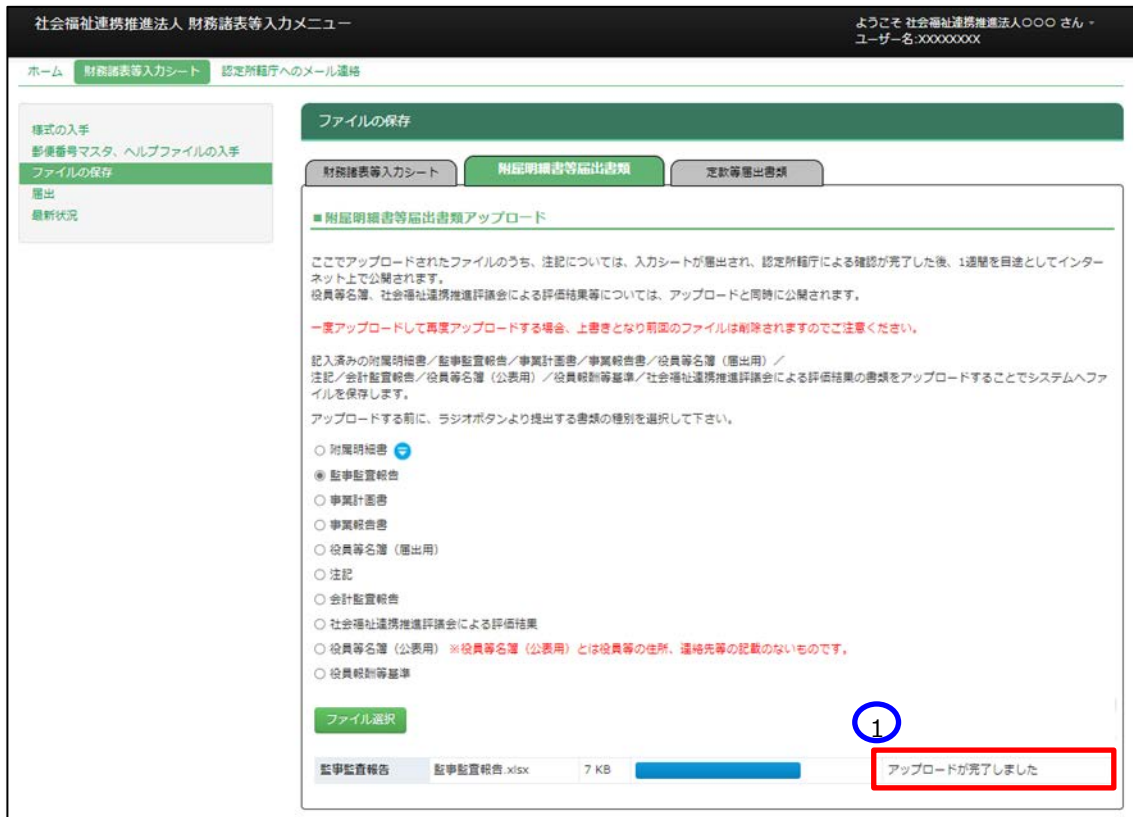 社会福祉連携推進法人 財務諸表等入力メニュー
ようこそ 社会福祉連携推進法人〇〇〇 さん
ユーザー名:XXXXXXXX
ホーム 財務諸表等入力シート 認定所轄庁へのメール連絡
様式の入手
郵便番号マスタ、ヘルプファイルの入手
ファイルの保存
届出
最新状況
ファイルの保存
財務諸表等入力シート 附属明細書等届出書類 定款等届出書類
■附属明細書等届出書類アップロード
ここでアップロードされたファイルのうち、注記については、入力シートが届出され、認定所轄庁による確認が完了した後、1週間を目途としてインター
ネット上で公開されます。
役員等名簿、社会福祉連携推進評議会による評価結果等については、アップロードと同時に公開されます。
一度アップロードして再度アップロードする場合、上書きとなり前回のファイルは削除されますのでご注意ください。
記入済みの附属明細書／監事監査報告／事業計画書／事業報告書／役員等名簿（届出用）／
注記／会計監査報告／役員等名簿（公表用）／役員報酬等基準／社会福祉連携推進評議会による評価結果の書類をアップロードすることでシステムへファ
イルを保存します。
アップロードする前に、ラジオボタンより提出する書類の種別を選択して下さい。
附属明細書
監事監査報告
事業計画書
事業報告書
役員等名簿（届出用）
注記
会計監査報告
社会福祉連携推進評議会による評価結果
役員等名簿（公表用） ※役員等名簿（公表用）とは役員等の住所、連絡先等の記載のないものです。
役員報酬等基準
ファイル選択
1
監事監査報告 監事監査報告.xlsx 7 KB アップロードが完了しました